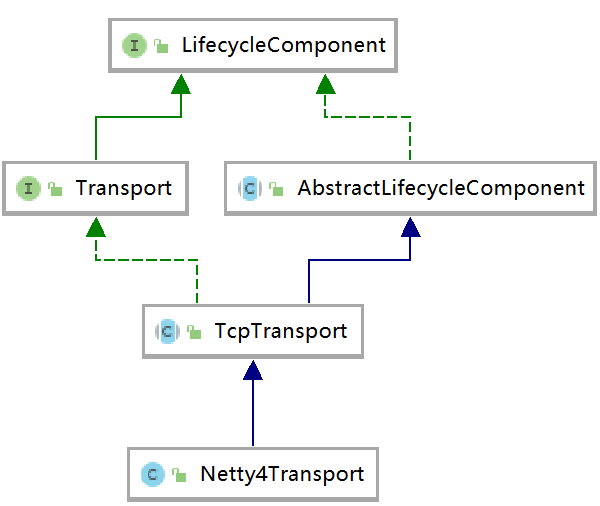 I LifecycleComponent
I Transport
C AbstractLifecycleComponent
C TcpTransport
C Netty4Transport